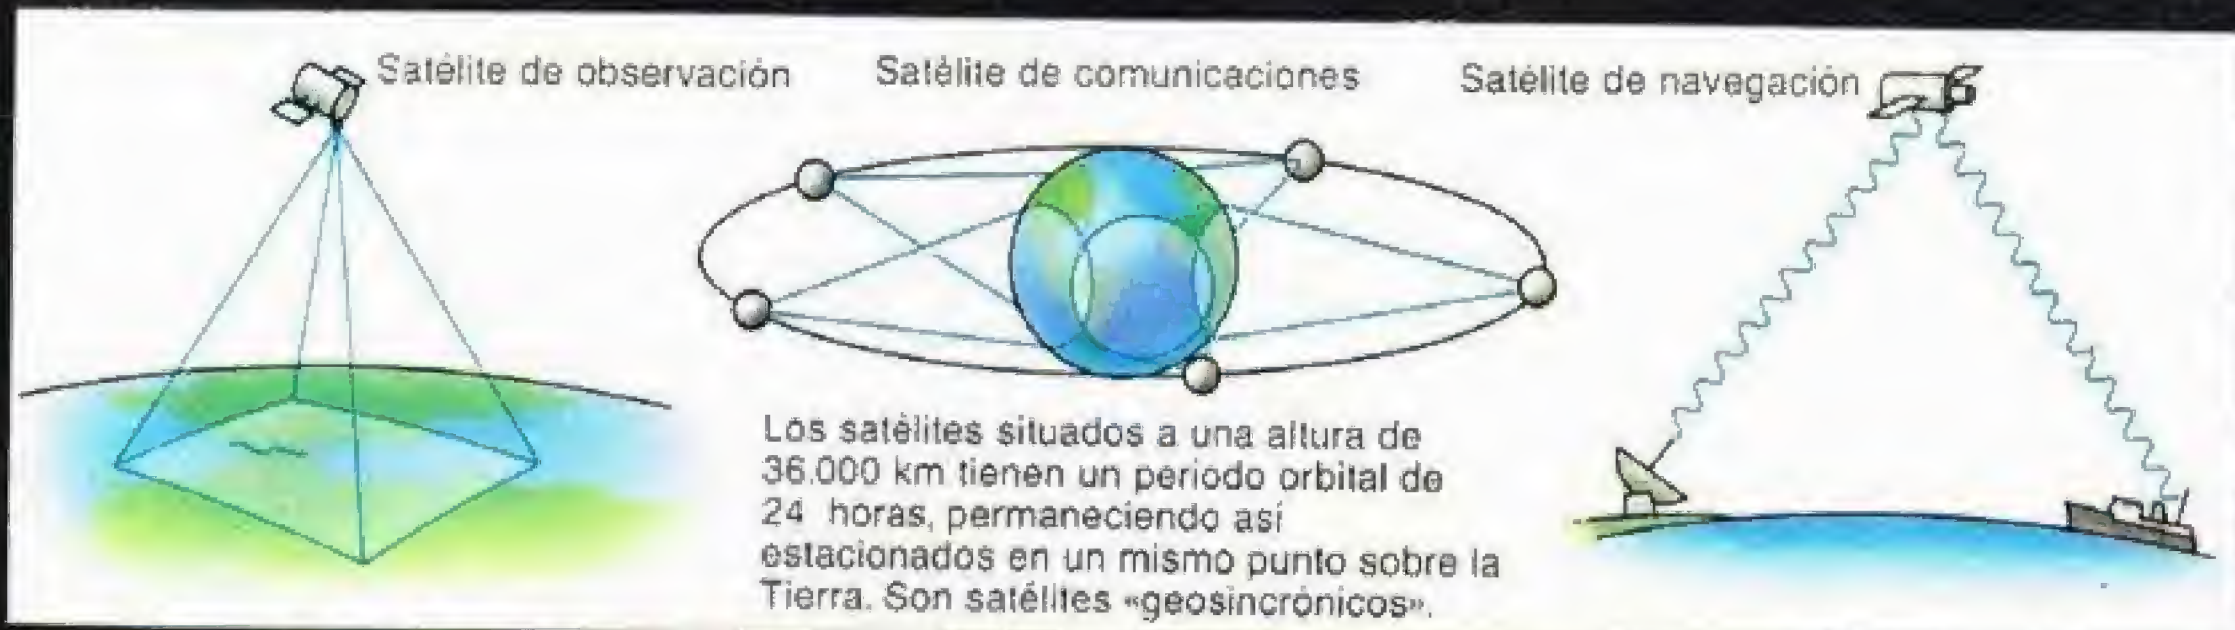 Satélite de observación
Satélite de comunicaciones
Satélite de navegación
Los satélites situados a una altura de
36.000 km tienen un periodo orbital de
24 horas, permaneciendo así
estacionados en un mismo punto sobre la
Tierra. Son satélites «geosincrónicos».